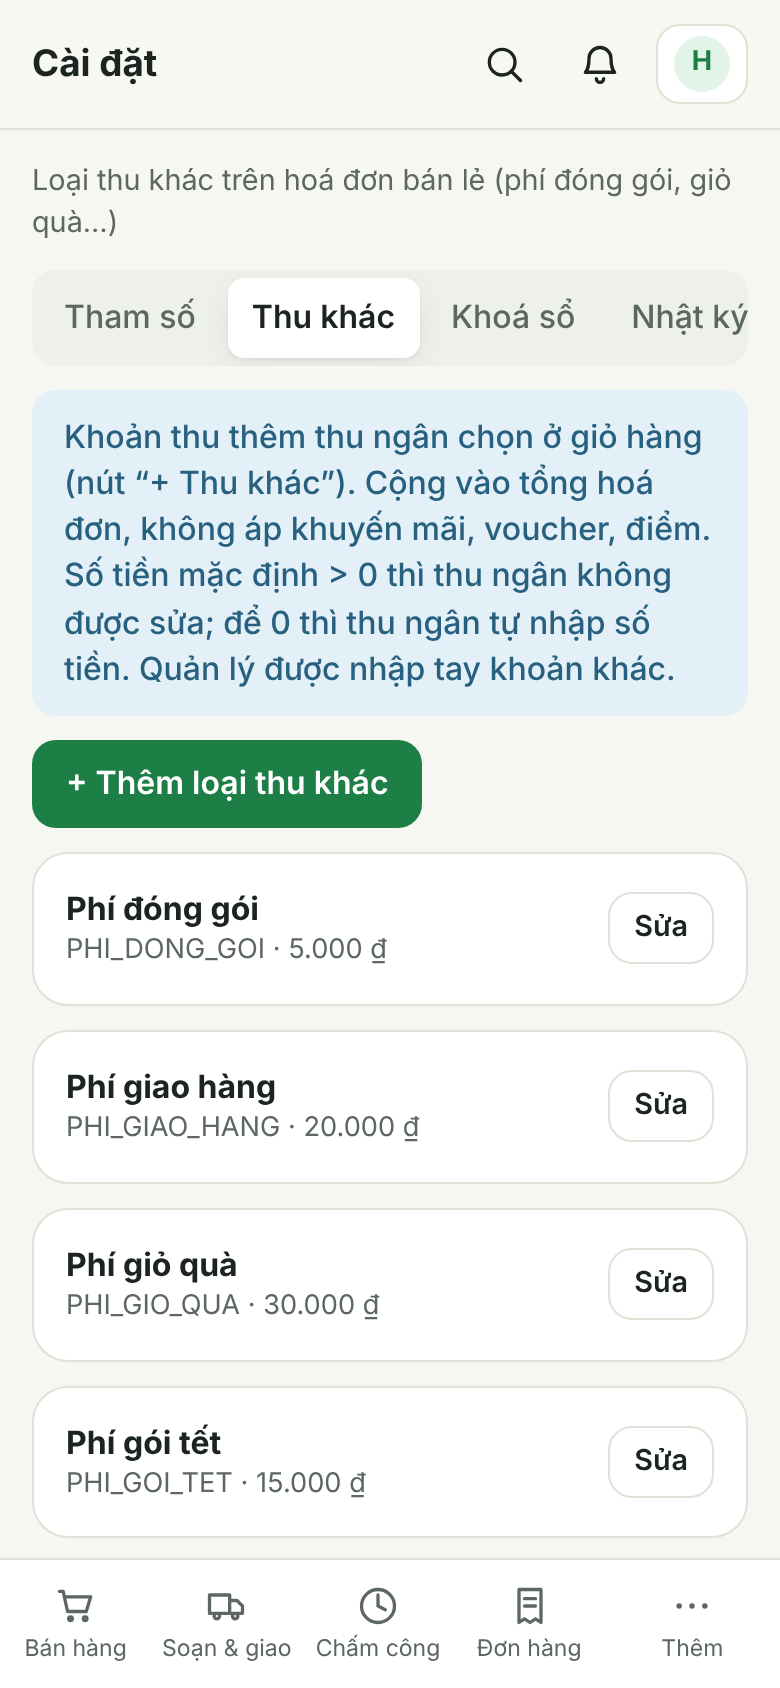 Cài đặt
H
Loại thu khác trên hoá đơn bán lẻ (phí đóng gói, giỏ
quà...)
Tham số
Thu khác
Khoá sổ
Nhật ký
Khoản thu thêm thu ngân chọn ở giỏ hàng
(nút “+ Thu khác”). Cộng vào tổng hoá
đơn, không áp khuyến mãi, voucher, điểm.
Số tiền mặc định > 0 thì thu ngân không
được sửa; để 0 thì thu ngân tự nhập số
tiền. Quản lý được nhập tay khoản khác.
+ Thêm loại thu khác
Phí đóng gói
PHI_DONG_GOI · 5.000 ₫
Sửa
Phí giao hàng
PHI_GIAO_HANG · 20.000 ₫
Sửa
Phí giỏ quà
PHI_GIO_QUA · 30.000 ₫
Sửa
Phí gói tết
PHI_GOI_TET · 15.000 ₫
Sửa
Bán hàng
Soạn & giao
Chấm công
Đơn hàng
Thêm